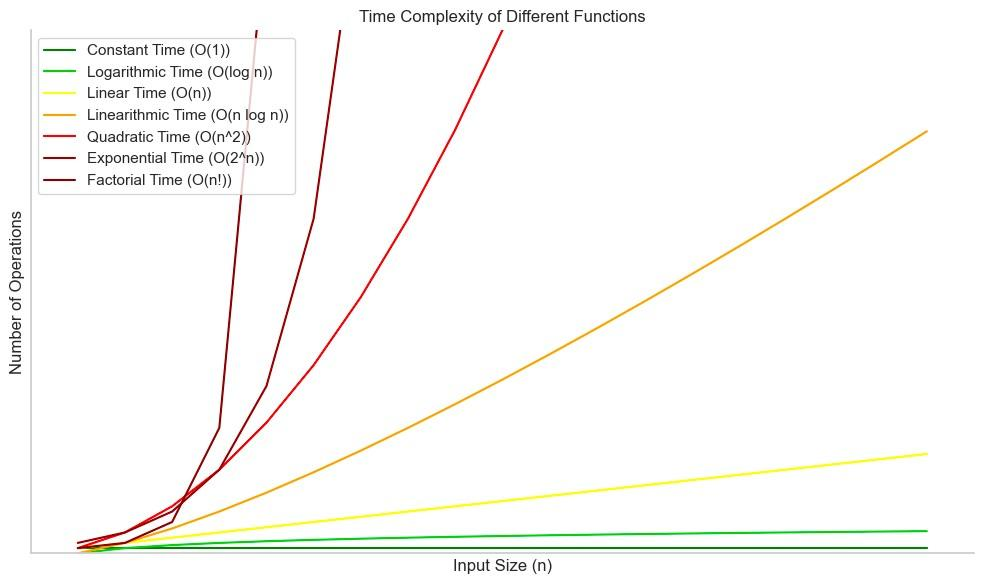 Time Complexity of Different Functions
Constant Time (O(1))
Logarithmic Time (O(log n))
Linear Time (O(n))
Linearithmic Time (O(n log n))
Quadratic Time (O(n^2))
Exponential Time (O(2^n))
Factorial Time (O(n!))
Number of Operations
Input Size (n)